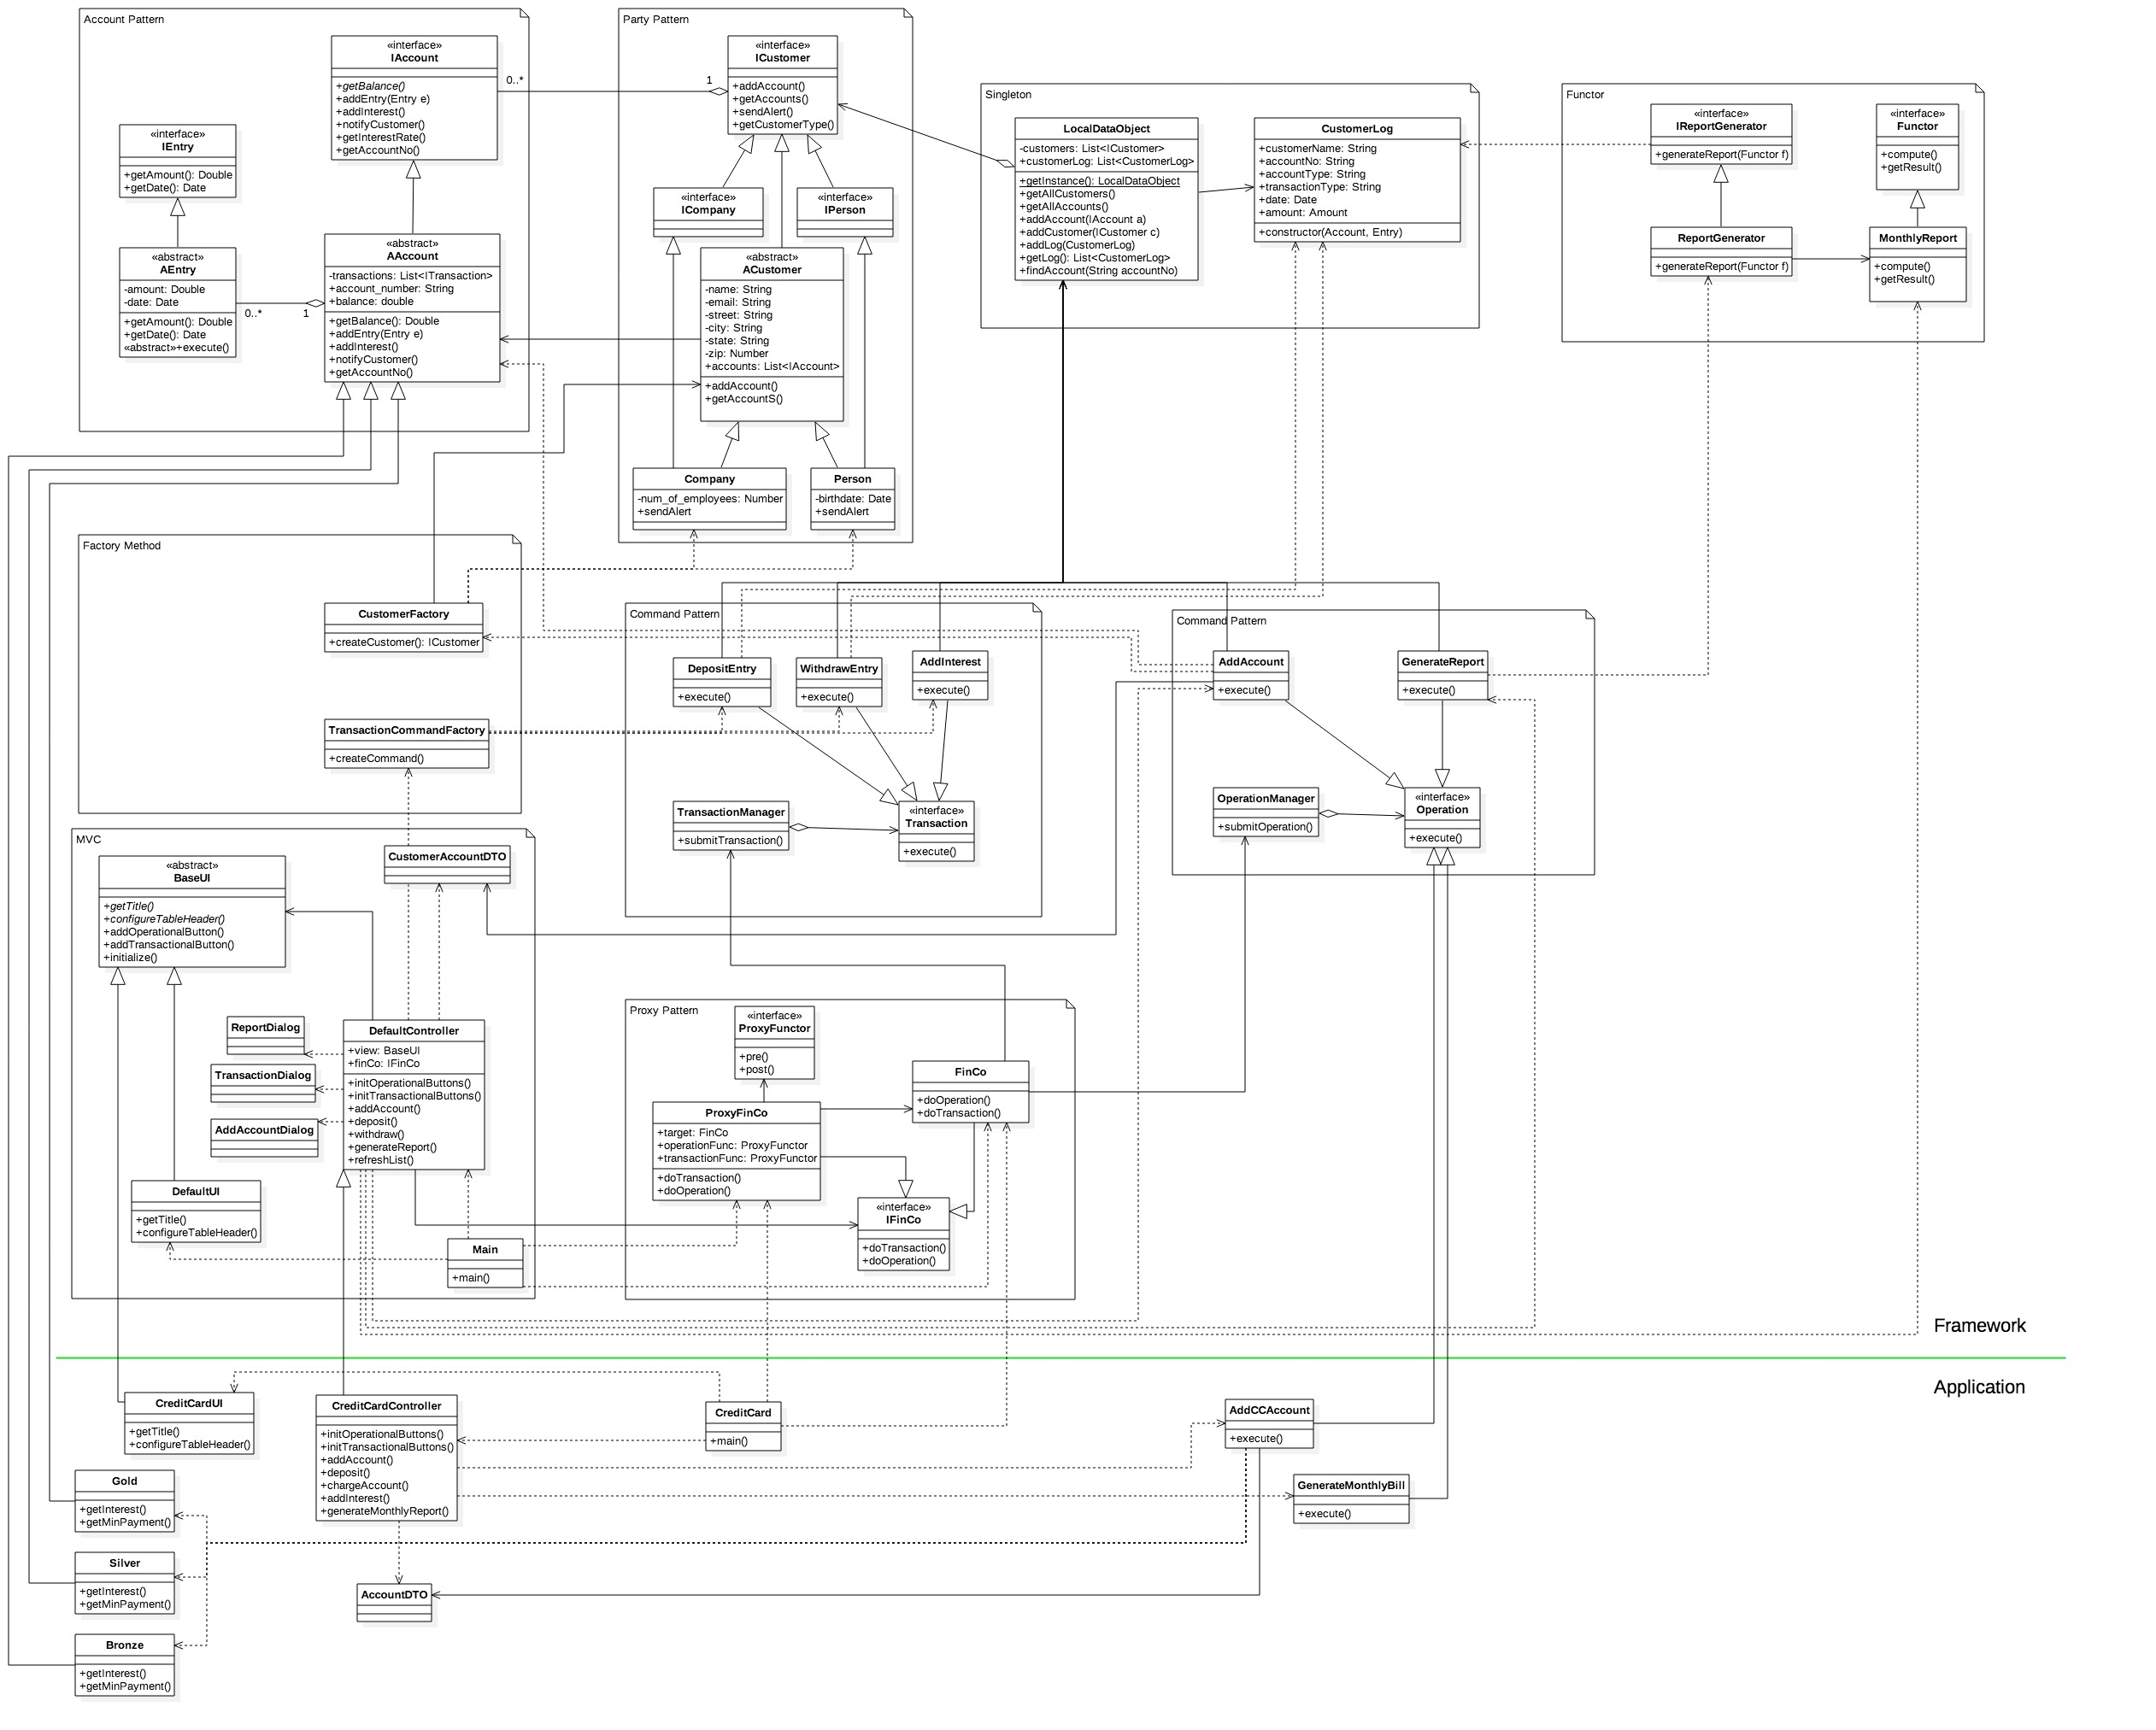 Account Pattern
«interface»
IAccount
+getBalance()
+addEntry(Entry e)
+addInterest()
+notifyCustomer()
+getInterestRate()
+getAccountNo()
0..*
1
«interface»
IEntry
+getAmount(): Double
+getDate(): Date
«abstract»
AEntry
-amount: Double
-date: Date
+getAmount(): Double
+getDate(): Date
«abstract»+execute()
0..*
1
«abstract»
AAccount
-transactions: List<ITransaction>
+account_number: String
+balance: double
+getBalance(): Double
+addEntry(Entry e)
+addInterest()
+notifyCustomer()
+getAccountNo()
Party Pattern
«interface»
ICustomer
+addAccount()
+getAccounts()
+sendAlert()
+getCustomerType()
«interface»
ICompany
«interface»
IPerson
«abstract»
ACustomer
-name: String
-email: String
-street: String
-city: String
-state: String
-zip: Number
+accounts: List<IAccount>
+addAccount()
+getAccountS()
Company
-num_of_employees: Number
+sendAlert
Person
-birthdate: Date
+sendAlert
Singleton
LocalDataObject
-customers: List<ICustomer>
+customerLog: List<CustomerLog>
+getInstance(): LocalDataObject
+getAllCustomers()
+getAllAccounts()
+addAccount(IAccount a)
+addCustomer(ICustomer c)
+addLog(CustomerLog)
+getLog(): List<CustomerLog>
+findAccount(String accountNo)
CustomerLog
+customerName: String
+accountNo: String
+accountType: String
+transactionType: String
+date: Date
+amount: Amount
+constructor(Account, Entry)
Functor
«interface»
IReportGenerator
+generateReport(Functor f)
«interface»
Functor
+compute()
+getResult()
ReportGenerator
+generateReport(Functor f)
MonthlyReport
+compute()
+getResult()
Factory Method
CustomerFactory
+createCustomer(): ICustomer
TransactionCommandFactory
+createCommand()
Command Pattern
DepositEntry
+execute()
WithdrawEntry
+execute()
AddInterest
+execute()
TransactionManager
+submitTransaction()
«interface»
Transaction
+execute()
Command Pattern
AddAccount
+execute()
GenerateReport
+execute()
OperationManager
+submitOperation()
«interface»
Operation
+execute()
MVC
«abstract»
BaseUI
+getTitle()
+configureTableHeader()
+addOperationalButton()
+addTransactionalButton()
+initialize()
CustomerAccountDTO
ReportDialog
TransactionDialog
AddAccountDialog
DefaultController
+view: BaseUI
+finCo: IFinCo
+initOperationalButtons()
+initTransactionalButtons()
+addAccount()
+deposit()
+withdraw()
+generateReport()
+refreshList()
DefaultUI
+getTitle()
+configureTableHeader()
Main
+main()
Proxy Pattern
«interface»
ProxyFunctor
+pre()
+post()
ProxyFinCo
+target: FinCo
+operationFunc: ProxyFunctor
+transactionFunc: ProxyFunctor
+doTransaction()
+doOperation()
FinCo
+doOperation()
+doTransaction()
«interface»
IFinCo
+doTransaction()
+doOperation()
Framework
Application
CreditCardUI
+getTitle()
+configureTableHeader()
CreditCardController
+initOperationalButtons()
+initTransactionalButtons()
+addAccount()
+deposit()
+chargeAccount()
+addInterest()
+generateMonthlyReport()
CreditCard
+main()
AddCCAccount
+execute()
GenerateMonthlyBill
+execute()
Gold
+getInterest()
+getMinPayment()
Silver
+getInterest()
+getMinPayment()
AccountDTO
Bronze
+getInterest()
+getMinPayment()